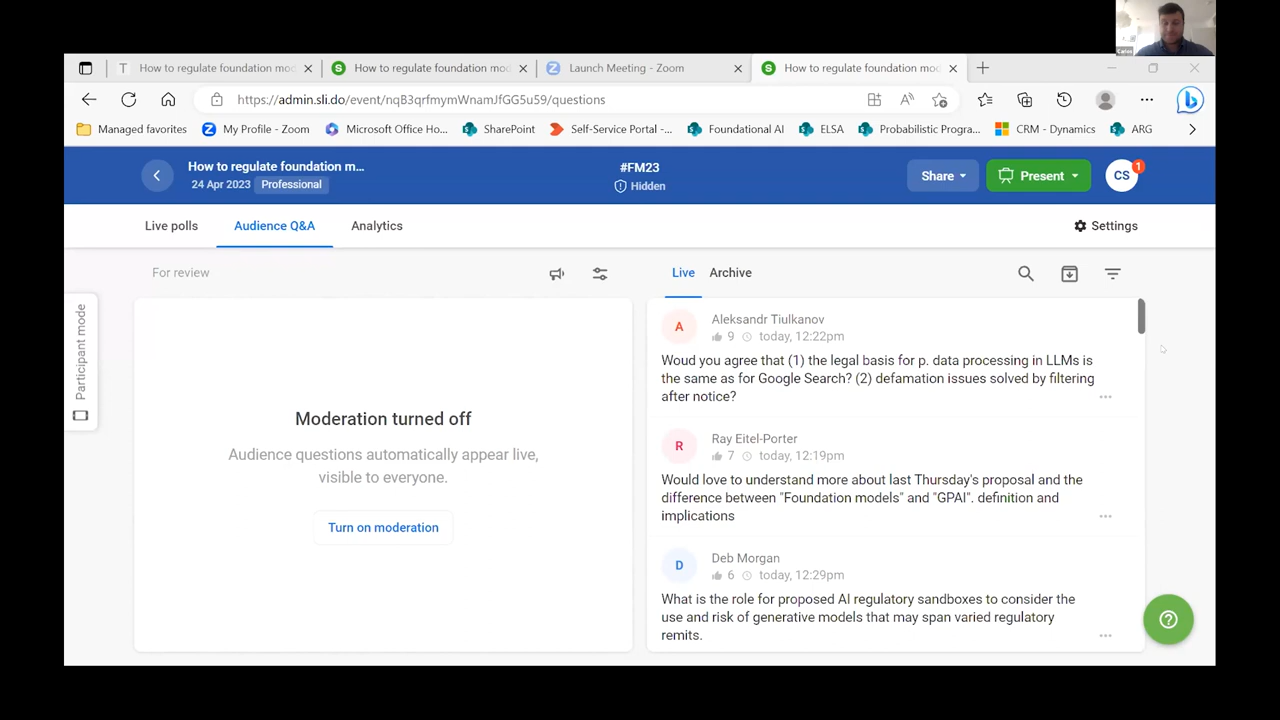 How to regulate foundation mo
How to regulate foundation moc
Launch Meeting - Zoom
How to regulate foundation moc
https://admin.sli.do/event/nqB3qrfmymWnamJfGG5u59/questions
Managed favorites
My Profile - Zoom
Microsoft Office Ho...
SharePoint
Self-Service Portal -...
Foundational AI
ELSA
Probabilistic Progra...
CRM - Dynamics
ARG
How to regulate foundation m...
24 Apr 2023 Professional
#FM23
Hidden
Share
Present
CS
1
Live polls
Audience Q&A
Analytics
Settings
For review
Live
Archive
Participant mode
Moderation turned off
Audience questions automatically appear live,
visible to everyone.
Turn on moderation
A
Aleksandr Tiulkanov
9 today, 12:22pm
Woud you agree that (1) the legal basis for p. data processing in LLMs is
the same as for Google Search? (2) defamation issues solved by filtering
after notice?
R
Ray Eitel-Porter
7 today, 12:19pm
Would love to understand more about last Thursday's proposal and the
difference between "Foundation models" and "GPAI". definition and
implications
D
Deb Morgan
6 today, 12:29pm
What is the role for proposed AI regulatory sandboxes to consider the
use and risk of generative models that may span varied regulatory
remits.